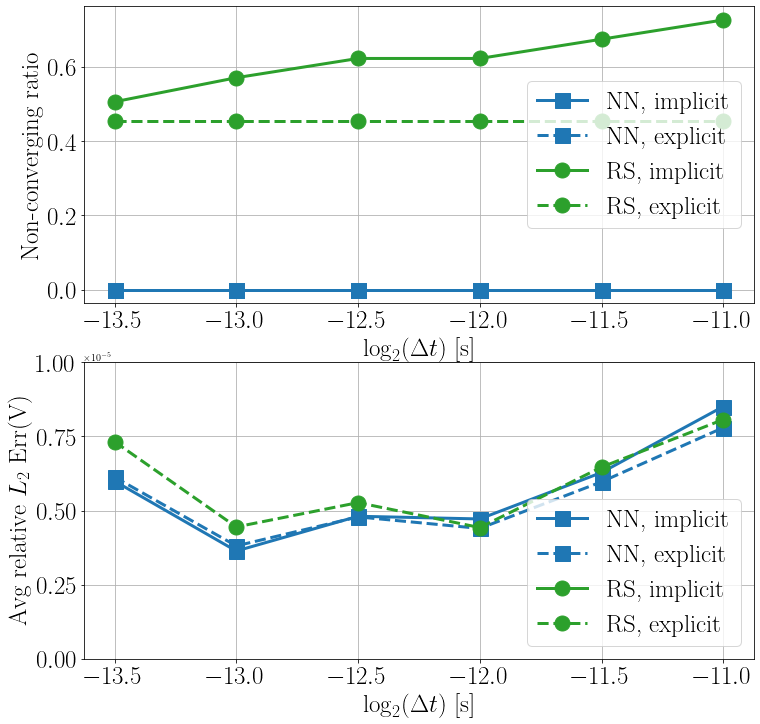 Non-converging ratio
0.6
0.4
0.2
0.0
NN, implicit
NN, explicit
RS, implicit
RS, explicit
−13.5 −13.0 −12.5 −12.0 −11.5 −11.0
log₂(Δt) [s]
×10⁻⁵
Avg relative L₂ Err(V)
1.00
0.75
0.50
0.25
0.00
NN, implicit
NN, explicit
RS, implicit
RS, explicit
−13.5 −13.0 −12.5 −12.0 −11.5 −11.0
log₂(Δt) [s]